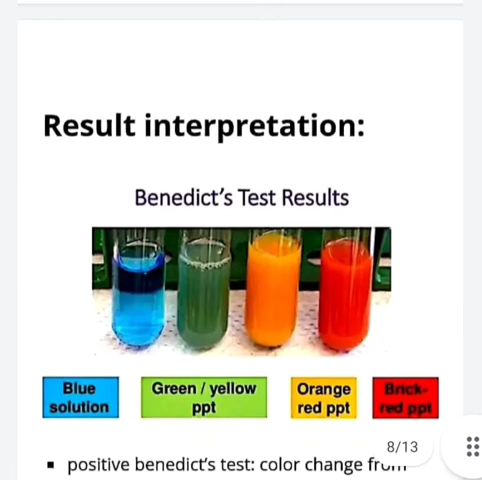 Result interpretation:
Benedict's Test Results
Blue
solution
Green / yellow
ppt
Orange
red ppt
Brick-
red ppt
8/13
▪ positive benedict's test: color change from